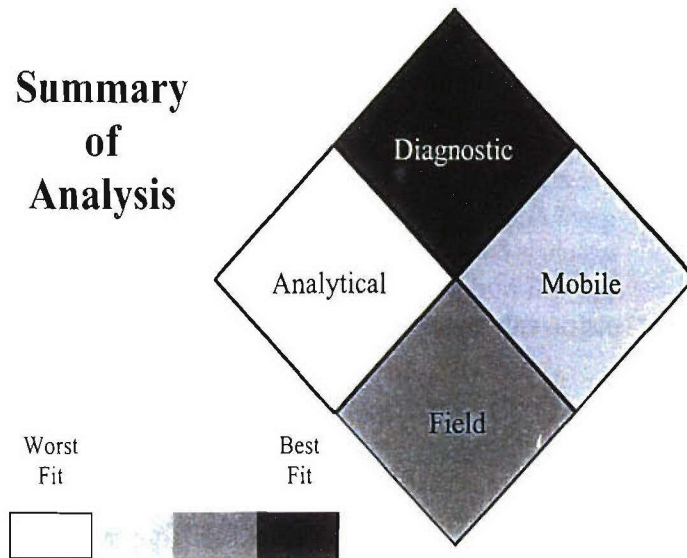 Summary
of
Analysis
Diagnostic
Analytical
Mobile
Field
Worst
Fit
Best
Fit